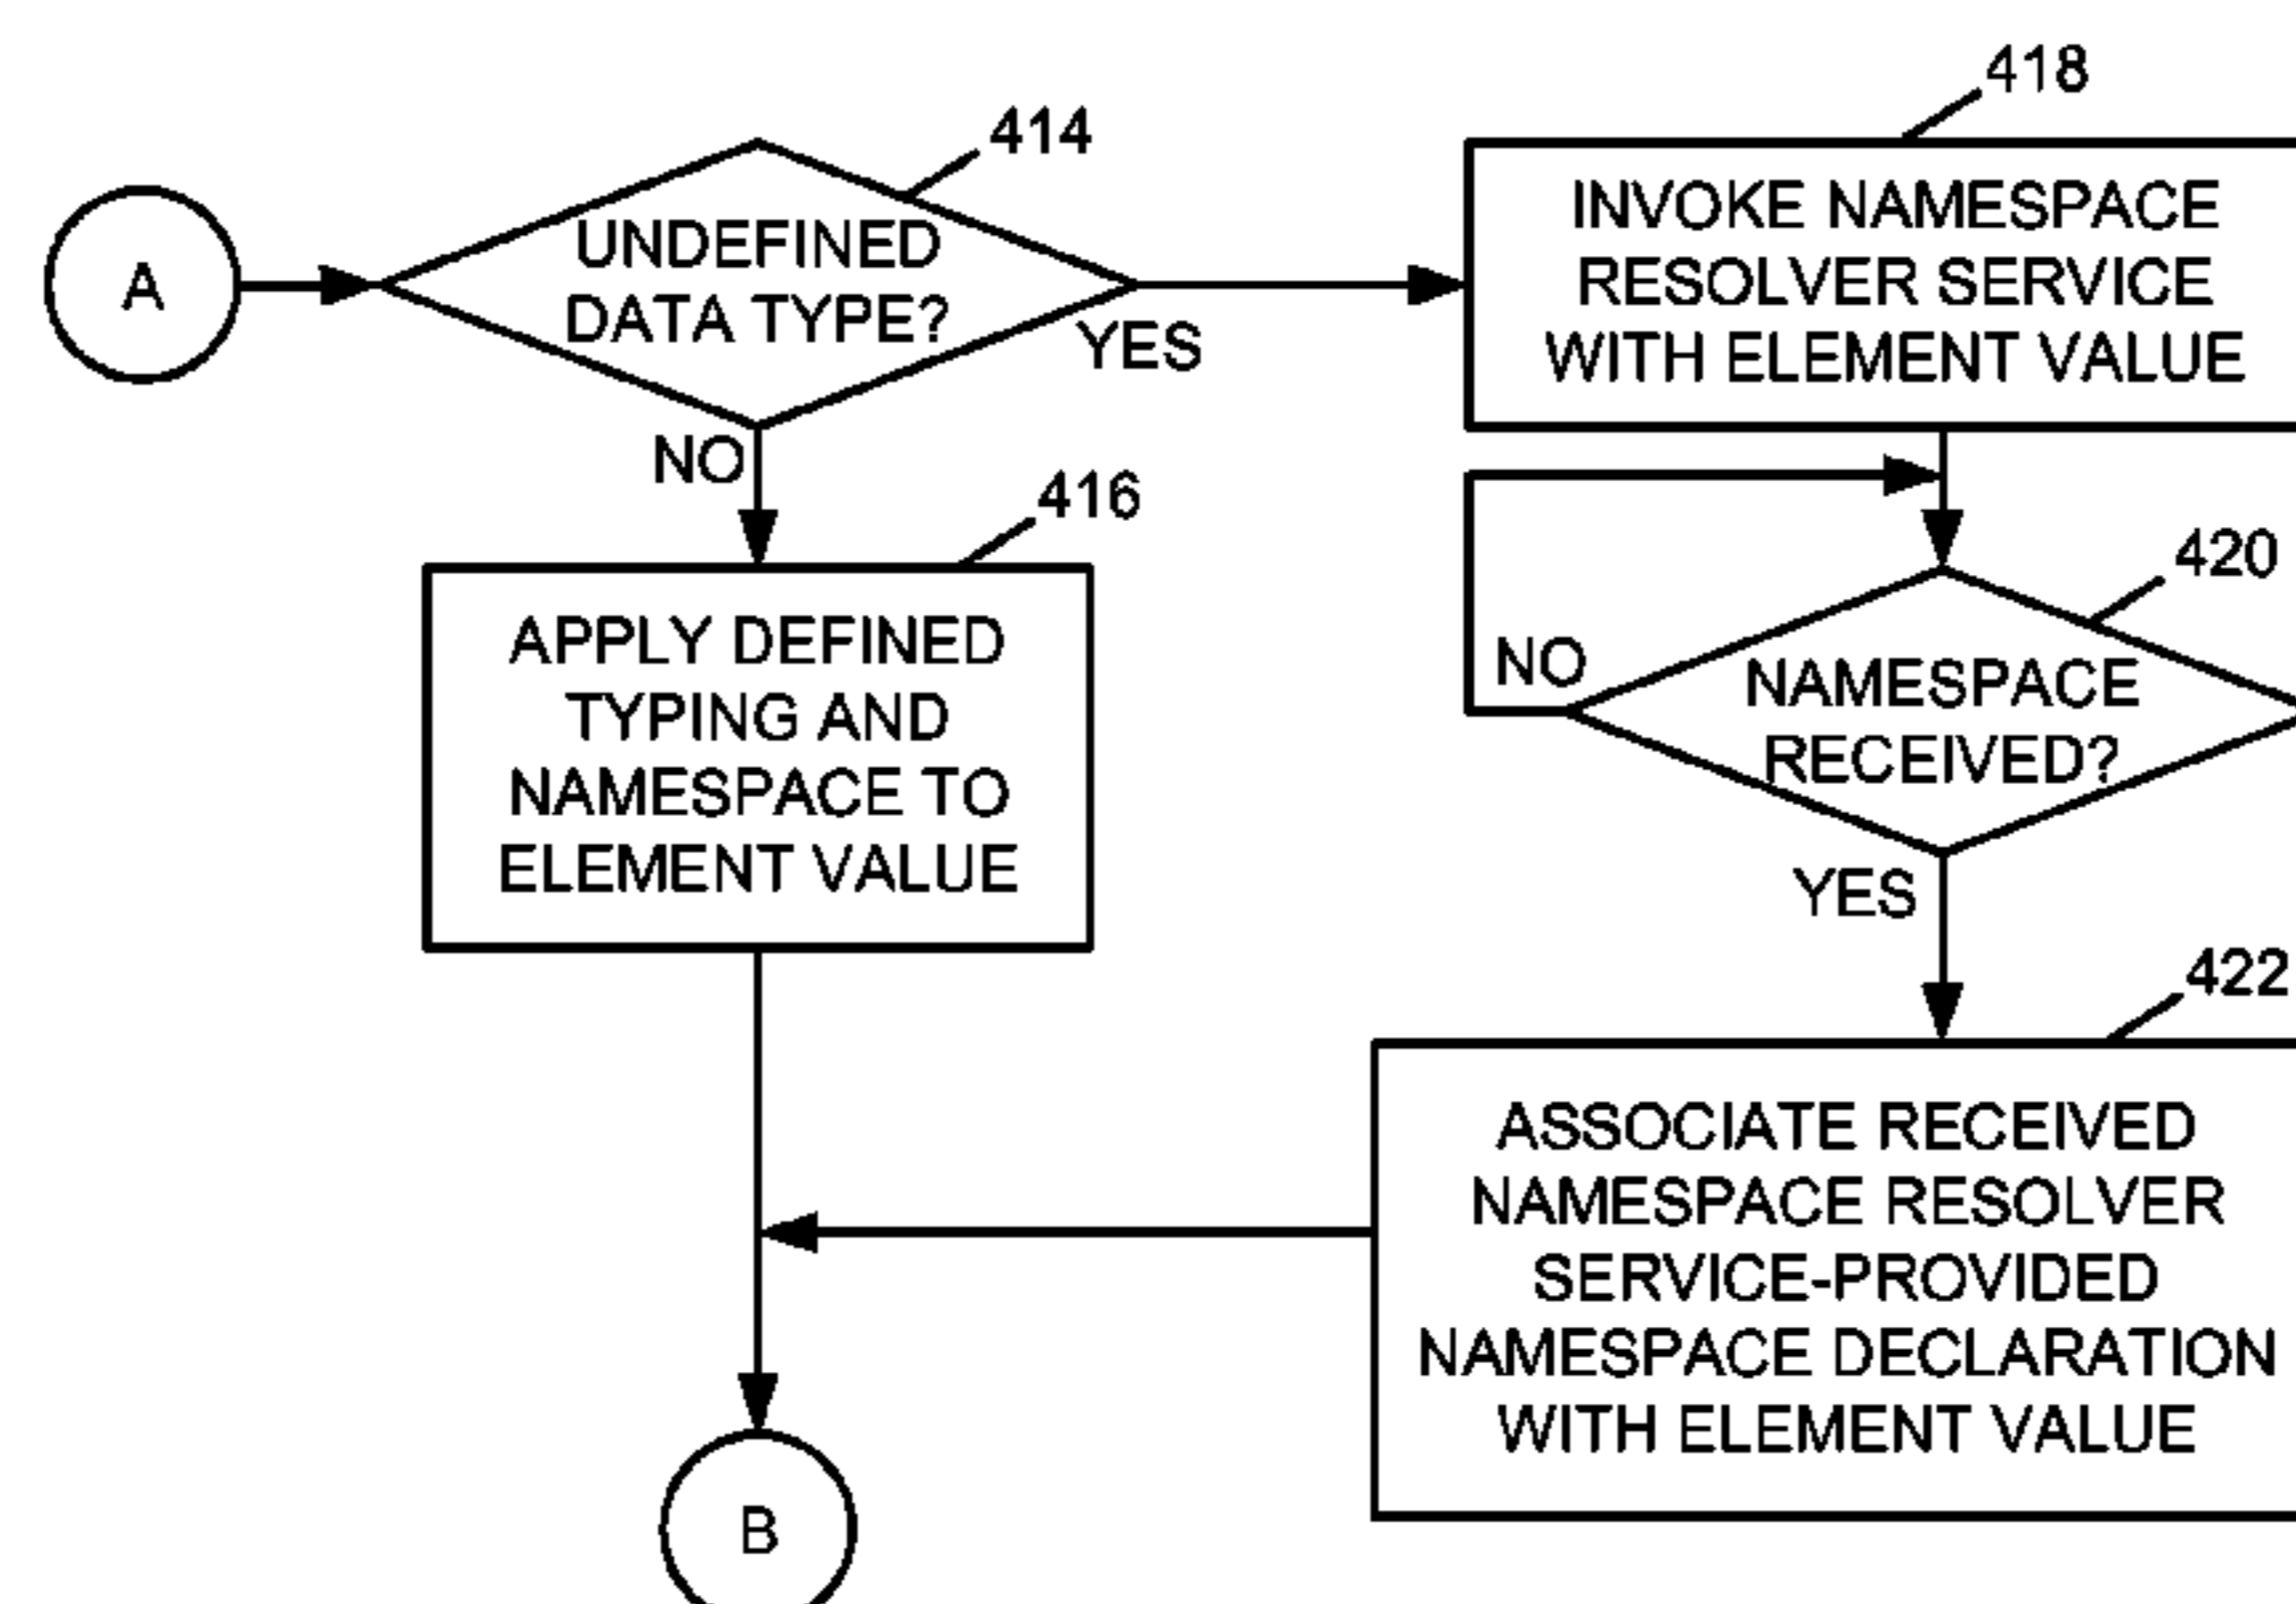 A
414
UNDEFINED
DATA TYPE?
YES
NO
416
APPLY DEFINED
TYPING AND
NAMESPACE TO
ELEMENT VALUE
418
INVOKE NAMESPACE
RESOLVER SERVICE
WITH ELEMENT VALUE
420
NAMESPACE
RECEIVED?
NO
YES
422
ASSOCIATE RECEIVED
NAMESPACE RESOLVER
SERVICE-PROVIDED
NAMESPACE DECLARATION
WITH ELEMENT VALUE
B